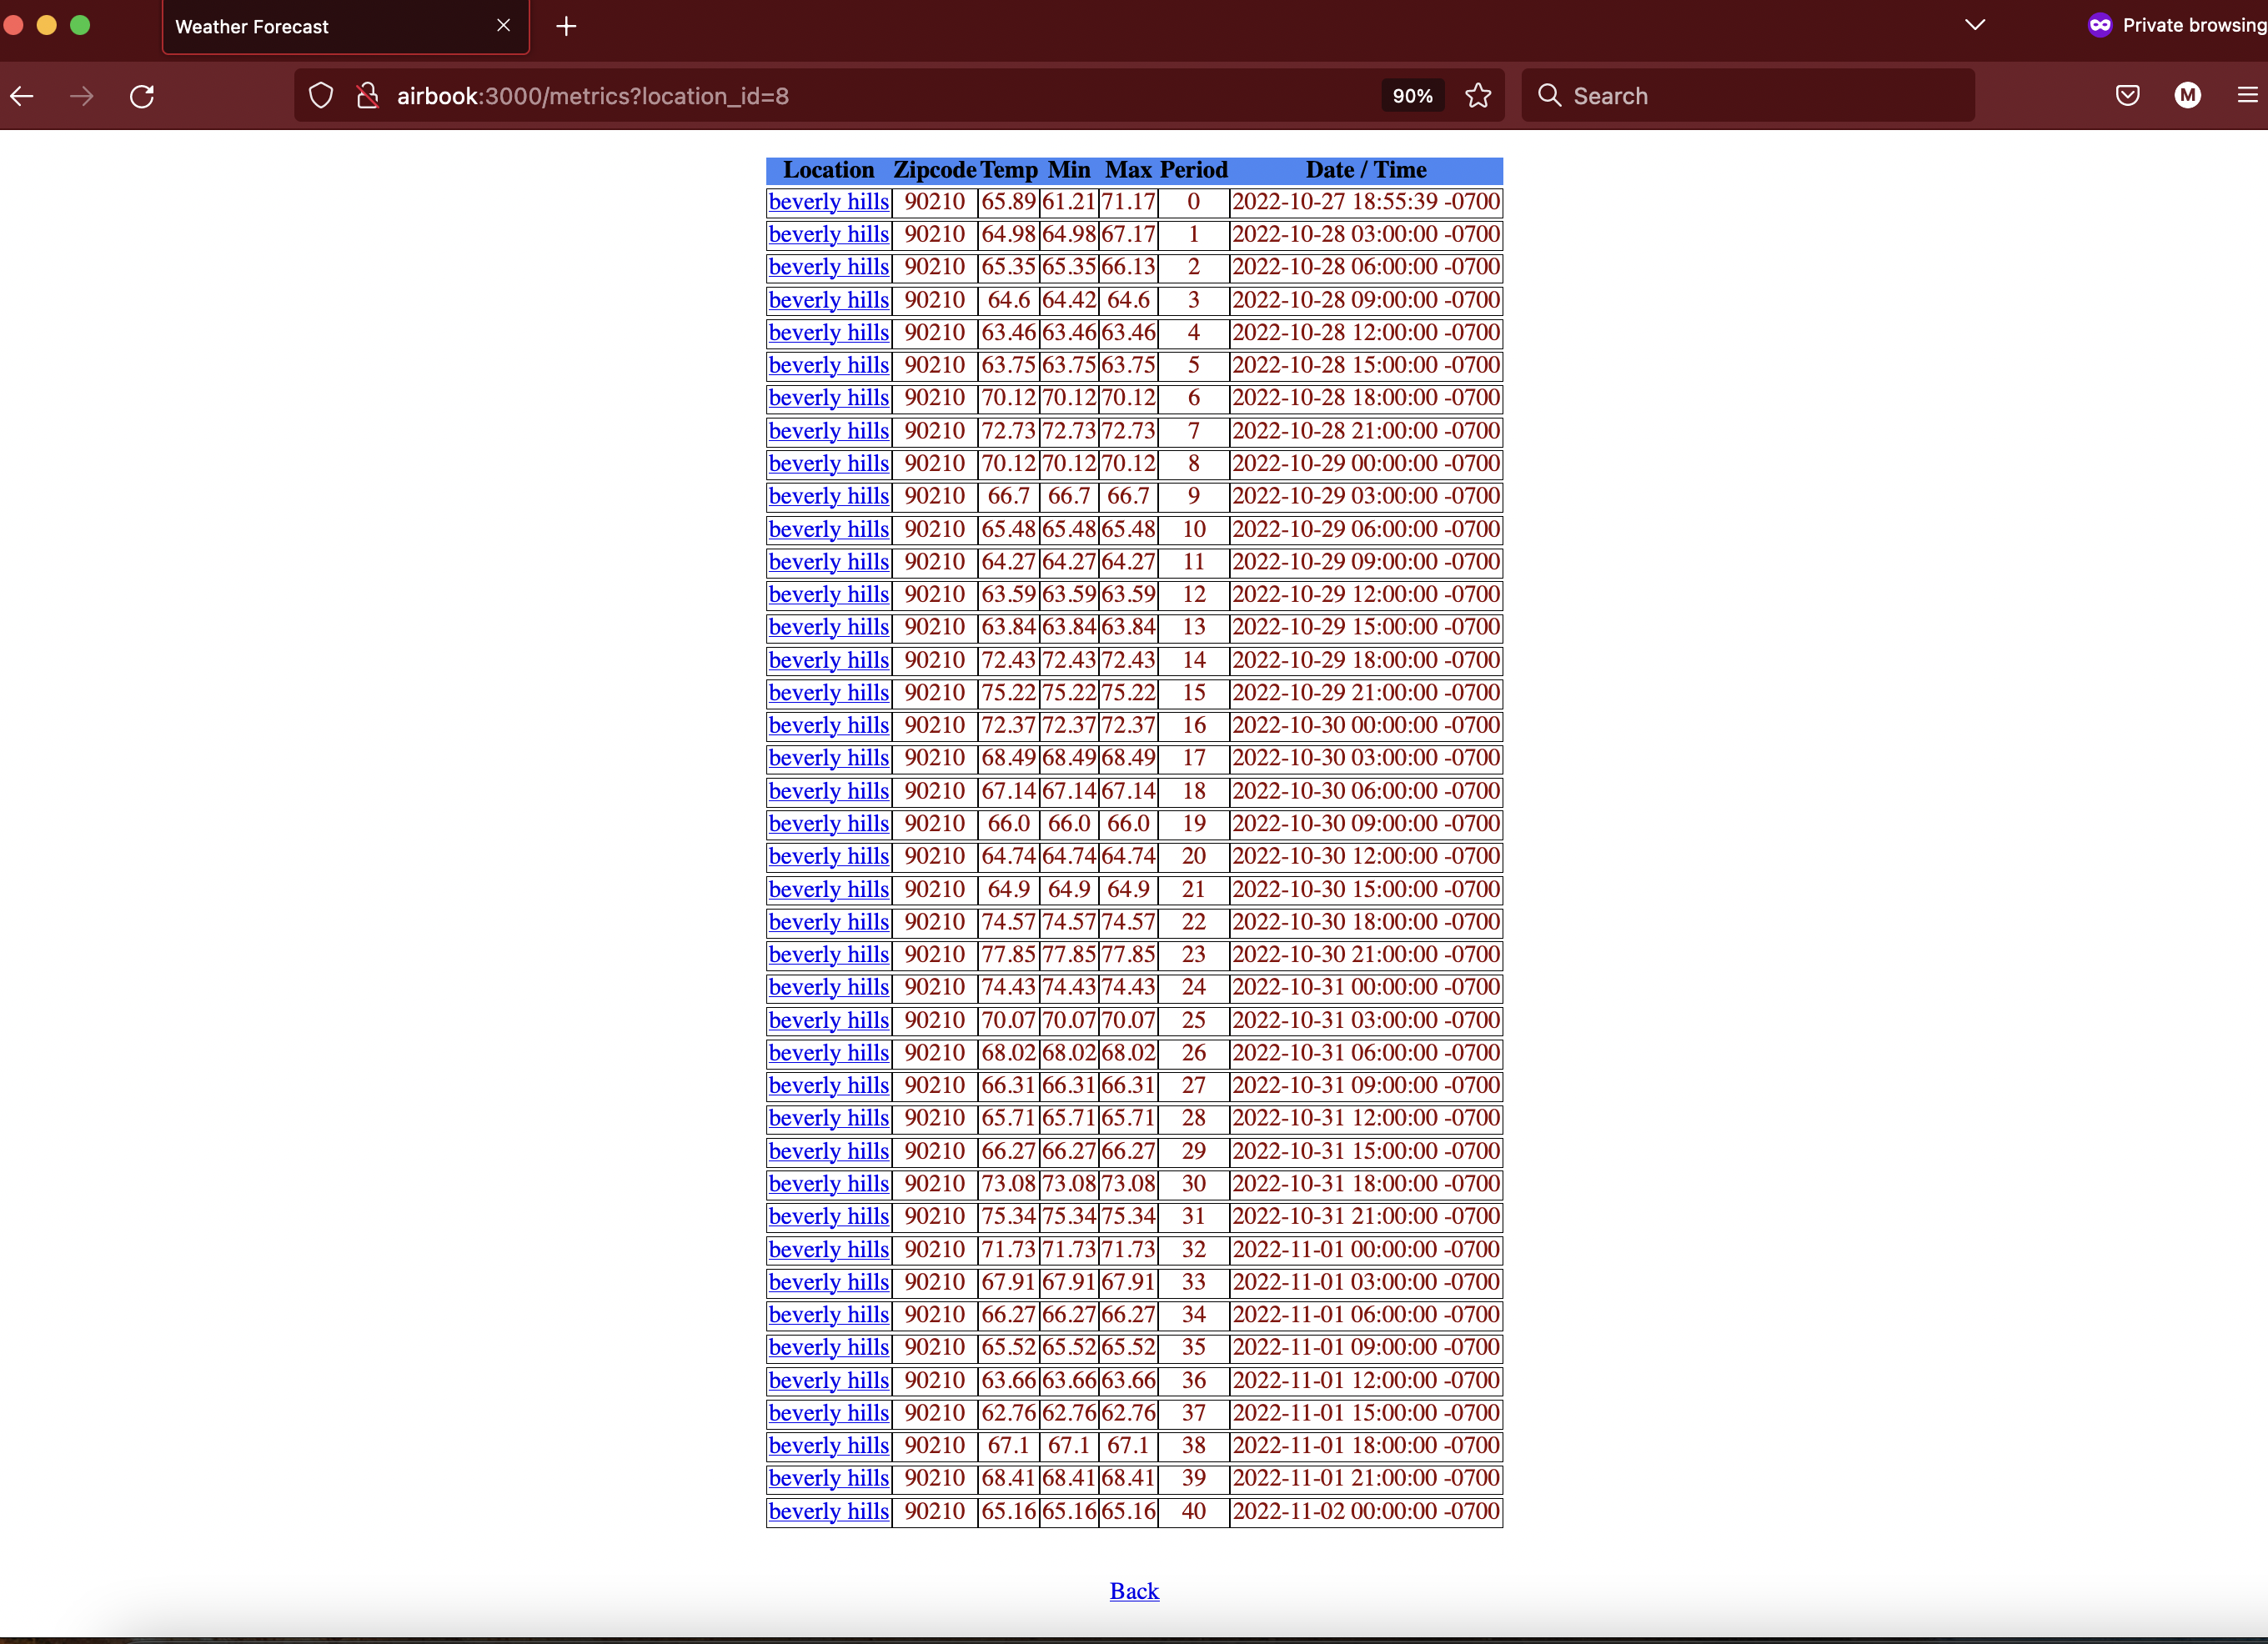 Weather Forecast
Private browsing
airbook:3000/metrics?location_id=8
90%
Search
M
Location Zipcode Temp Min Max Period Date / Time
beverly hills 90210 65.89 61.21 71.17 0 2022-10-27 18:55:39 -0700
beverly hills 90210 64.98 64.98 67.17 1 2022-10-28 03:00:00 -0700
beverly hills 90210 65.35 65.35 66.13 2 2022-10-28 06:00:00 -0700
beverly hills 90210 64.6 64.42 64.6 3 2022-10-28 09:00:00 -0700
beverly hills 90210 63.46 63.46 63.46 4 2022-10-28 12:00:00 -0700
beverly hills 90210 63.75 63.75 63.75 5 2022-10-28 15:00:00 -0700
beverly hills 90210 70.12 70.12 70.12 6 2022-10-28 18:00:00 -0700
beverly hills 90210 72.73 72.73 72.73 7 2022-10-28 21:00:00 -0700
beverly hills 90210 70.12 70.12 70.12 8 2022-10-29 00:00:00 -0700
beverly hills 90210 66.7 66.7 66.7 9 2022-10-29 03:00:00 -0700
beverly hills 90210 65.48 65.48 65.48 10 2022-10-29 06:00:00 -0700
beverly hills 90210 64.27 64.27 64.27 11 2022-10-29 09:00:00 -0700
beverly hills 90210 63.59 63.59 63.59 12 2022-10-29 12:00:00 -0700
beverly hills 90210 63.84 63.84 63.84 13 2022-10-29 15:00:00 -0700
beverly hills 90210 72.43 72.43 72.43 14 2022-10-29 18:00:00 -0700
beverly hills 90210 75.22 75.22 75.22 15 2022-10-29 21:00:00 -0700
beverly hills 90210 72.37 72.37 72.37 16 2022-10-30 00:00:00 -0700
beverly hills 90210 68.49 68.49 68.49 17 2022-10-30 03:00:00 -0700
beverly hills 90210 67.14 67.14 67.14 18 2022-10-30 06:00:00 -0700
beverly hills 90210 66.0 66.0 66.0 19 2022-10-30 09:00:00 -0700
beverly hills 90210 64.74 64.74 64.74 20 2022-10-30 12:00:00 -0700
beverly hills 90210 64.9 64.9 64.9 21 2022-10-30 15:00:00 -0700
beverly hills 90210 74.57 74.57 74.57 22 2022-10-30 18:00:00 -0700
beverly hills 90210 77.85 77.85 77.85 23 2022-10-30 21:00:00 -0700
beverly hills 90210 74.43 74.43 74.43 24 2022-10-31 00:00:00 -0700
beverly hills 90210 70.07 70.07 70.07 25 2022-10-31 03:00:00 -0700
beverly hills 90210 68.02 68.02 68.02 26 2022-10-31 06:00:00 -0700
beverly hills 90210 66.31 66.31 66.31 27 2022-10-31 09:00:00 -0700
beverly hills 90210 65.71 65.71 65.71 28 2022-10-31 12:00:00 -0700
beverly hills 90210 66.27 66.27 66.27 29 2022-10-31 15:00:00 -0700
beverly hills 90210 73.08 73.08 73.08 30 2022-10-31 18:00:00 -0700
beverly hills 90210 75.34 75.34 75.34 31 2022-10-31 21:00:00 -0700
beverly hills 90210 71.73 71.73 71.73 32 2022-11-01 00:00:00 -0700
beverly hills 90210 67.91 67.91 67.91 33 2022-11-01 03:00:00 -0700
beverly hills 90210 66.27 66.27 66.27 34 2022-11-01 06:00:00 -0700
beverly hills 90210 65.52 65.52 65.52 35 2022-11-01 09:00:00 -0700
beverly hills 90210 63.66 63.66 63.66 36 2022-11-01 12:00:00 -0700
beverly hills 90210 62.76 62.76 62.76 37 2022-11-01 15:00:00 -0700
beverly hills 90210 67.1 67.1 67.1 38 2022-11-01 18:00:00 -0700
beverly hills 90210 68.41 68.41 68.41 39 2022-11-01 21:00:00 -0700
beverly hills 90210 65.16 65.16 65.16 40 2022-11-02 00:00:00 -0700
Back